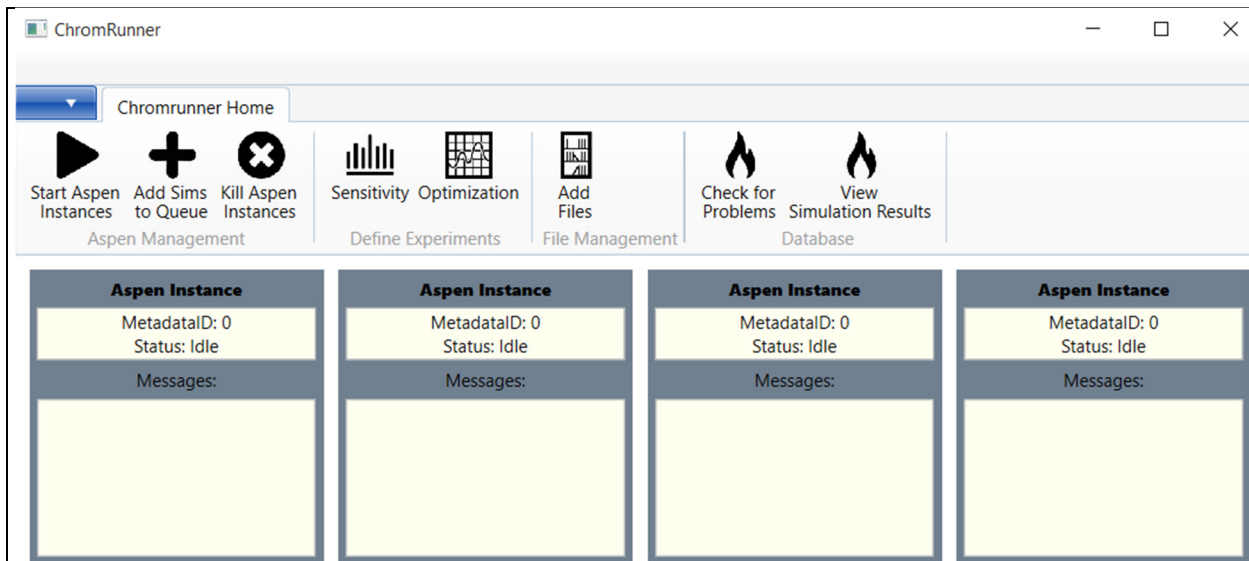 ChromRunner
Chromrunner Home
Start Aspen Instances
Add Sims to Queue
Kill Aspen Instances
Aspen Management
Sensitivity
Optimization
Define Experiments
Add Files
File Management
Check for Problems
View Simulation Results
Database
Aspen Instance
MetadataID: 0
Status: Idle
Messages:
Aspen Instance
MetadataID: 0
Status: Idle
Messages:
Aspen Instance
MetadataID: 0
Status: Idle
Messages:
Aspen Instance
MetadataID: 0
Status: Idle
Messages: